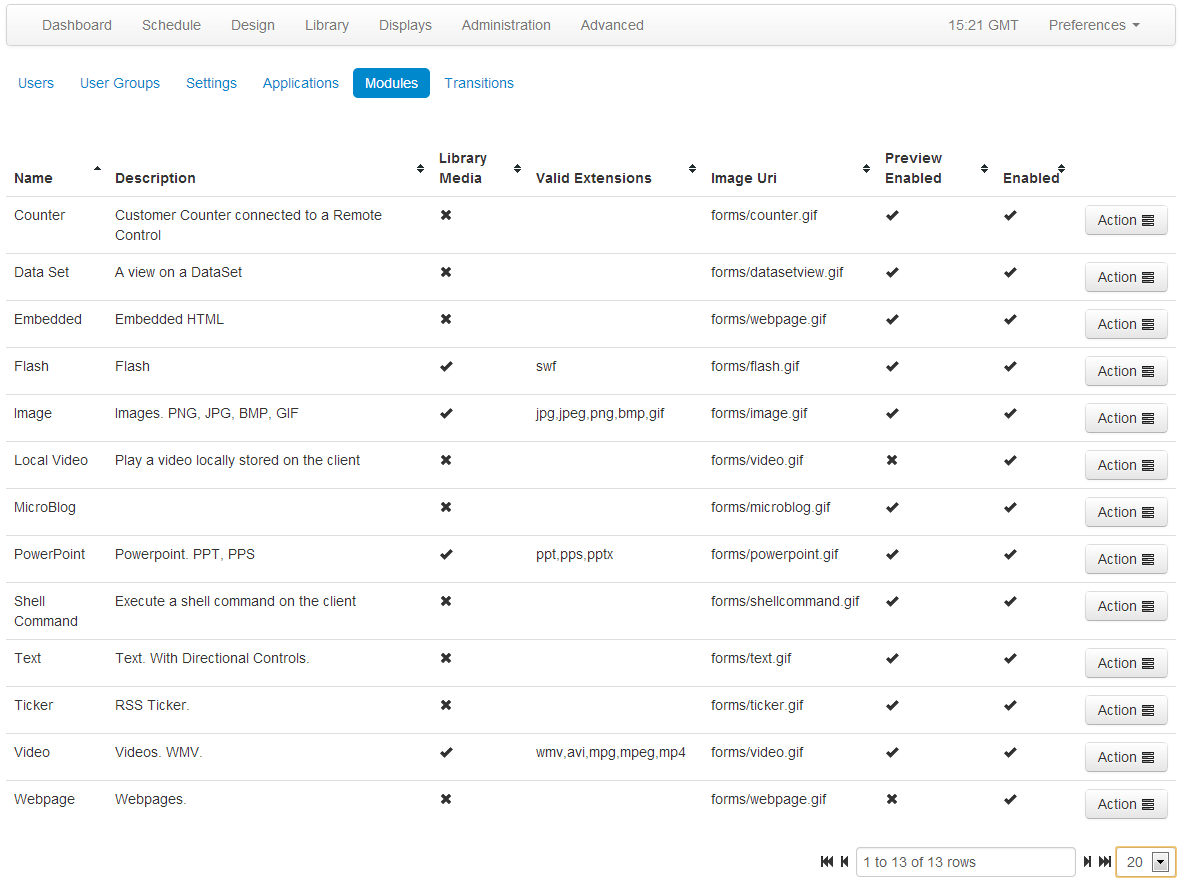 Dashboard Schedule Design Library Displays Administration Advanced 15:21 GMT Preferences
Users User Groups Settings Applications Modules Transitions
Name Description Library Media Valid Extensions Image Uri Preview Enabled Enabled
Counter Customer Counter connected to a Remote Control forms/counter.gif Action
Data Set A view on a DataSet forms/datasetview.gif Action
Embedded Embedded HTML forms/webpage.gif Action
Flash Flash swf forms/flash.gif Action
Image Images. PNG, JPG, BMP, GIF jpg,jpeg,png,bmp,gif forms/image.gif Action
Local Video Play a video locally stored on the client forms/video.gif Action
MicroBlog forms/microblog.gif Action
PowerPoint Powerpoint. PPT, PPS ppt,pps,pptx forms/powerpoint.gif Action
Shell Command Execute a shell command on the client forms/shellcommand.gif Action
Text Text. With Directional Controls. forms/text.gif Action
Ticker RSS Ticker. forms/ticker.gif Action
Video Videos. WMV. wmv,avi,mpg,mpeg,mp4 forms/video.gif Action
Webpage Webpages. forms/webpage.gif Action
1 to 13 of 13 rows 20